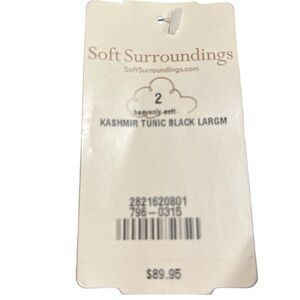 Soft Surroundings
SoftSurroundings.com
2
heavenly soft
KASHMIR TUNIC BLACK LARGM
2821620801
796-0315
$89.95